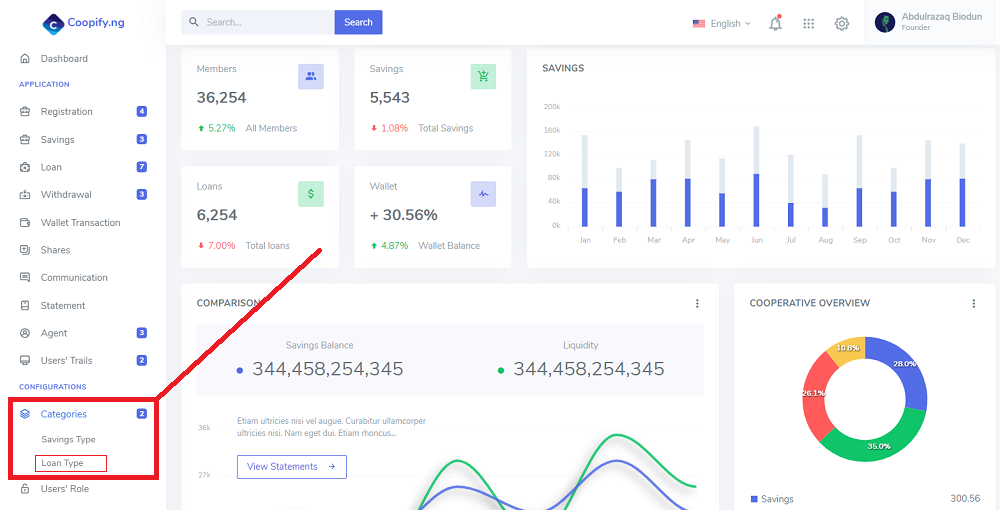 Coopify.ng
Search...
Search
English
Abdulrazaq Biodun
Founder
Dashboard
APPLICATION
Registration 4
Savings 3
Loan 7
Withdrawal 3
Wallet Transaction
Shares
Communication
Statement
Agent 3
Users' Trails 2
CONFIGURATIONS
Categories 2
Savings Type
Loan Type
Users' Role
Members
36,254
5.27% All Members
Savings
5,543
1.08% Total Savings
Loans
$
6,254
7.00% Total loans
Wallet
+ 30.56%
4.87% Wallet Balance
SAVINGS
200k
160k
120k
80k
40k
0k
Jan Feb Mar Apr May Jun Jul Aug Sep Oct Nov Dec
COMPARISON
Savings Balance
344,458,254,345
Liquidity
344,458,254,345
Etiam ultricies nisi vel augue. Curabitur ullamcorper
ultricies nisi. Nam eget dui. Etiam rhoncus...
View Statements
36k
27k
COOPERATIVE OVERVIEW
10.8%
28.0%
26.1%
35.0%
Savings 300.56